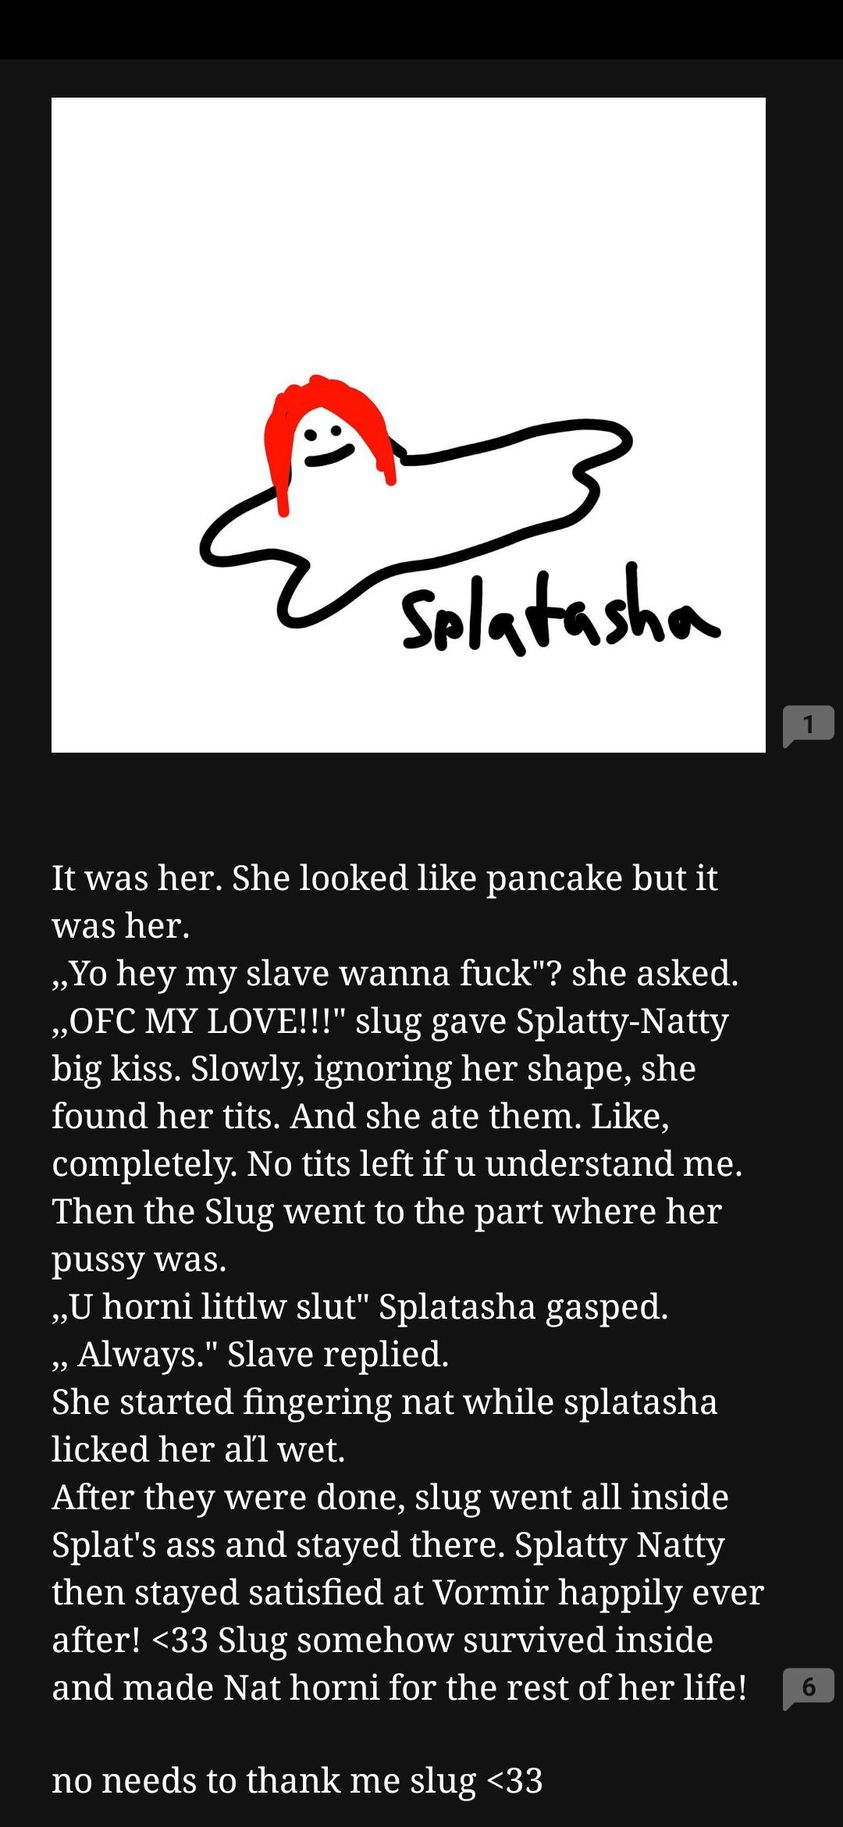 Splatasha
1
It was her. She looked like pancake but it
was her.
,,Yo hey my slave wanna fuck"? she asked.
,,OFC MY LOVE!!!" slug gave Splatty-Natty
big kiss. Slowly, ignoring her shape, she
found her tits. And she ate them. Like,
completely. No tits left if u understand me.
Then the Slug went to the part where her
pussy was.
,,U horni littlw slut" Splatasha gasped.
,, Always." Slave replied.
She started fingering nat while splatasha
licked her aľl wet.
After they were done, slug went all inside
Splat's ass and stayed there. Splatty Natty
then stayed satisfied at Vormir happily ever
after! <33 Slug somehow survived inside
and made Nat horni for the rest of her life!
6
no needs to thank me slug <33